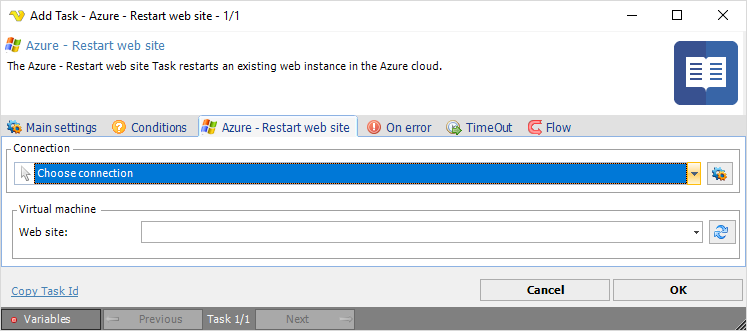 Add Task - Azure - Restart web site - 1/1
Azure - Restart web site
The Azure - Restart web site Task restarts an existing web instance in the Azure cloud.
Main settings Conditions Azure - Restart web site On error TimeOut Flow
Connection
Choose connection
Virtual machine
Web site:
Copy Task Id Cancel OK
Variables Previous Task 1/1 Next